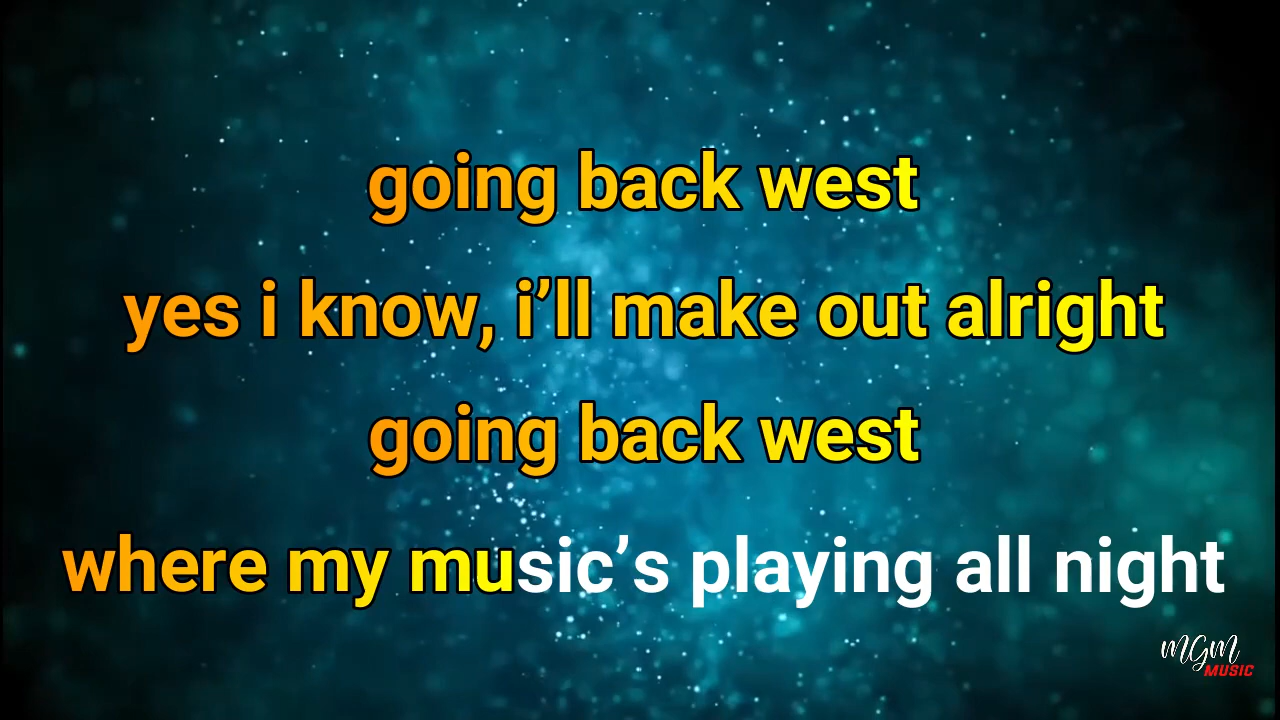 going back west
yes i know, i’ll make out alright
going back west
where my music’s playing all night
MGM
MUSIC